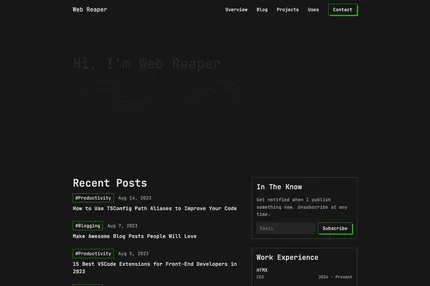 Web Reaper
Overview Blog Projects Uses Contact
Hi, I'm Web Reaper
Recent Posts
#Productivity Aug 14, 2023
How to Use TSConfig Path Aliases to Improve Your Code
#Blogging Aug 7, 2023
Make Awesome Blog Posts People Will Love
#Productivity Aug 5, 2023
15 Best VSCode Extensions for Front-End Developers in
2023
In The Know
Get notified when I publish
something new. Unsubscribe at any
time.
Email Subscribe
Work Experience
HTMX
CEO 2024 - Present